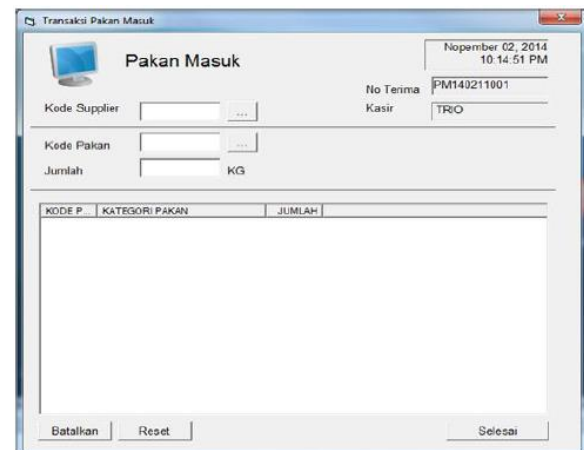 Transaksi Pakan Masuk
Pakan Masuk
Nopember 02, 2014
10:14:51 PM
No Terima PM140211001
Kode Supplier ...
Kasir TRIO
Kode Pakan ...
Jumlah KG
KODE P... KATEGORI PAKAN JUMLAH
Batalkan Reset Selesai